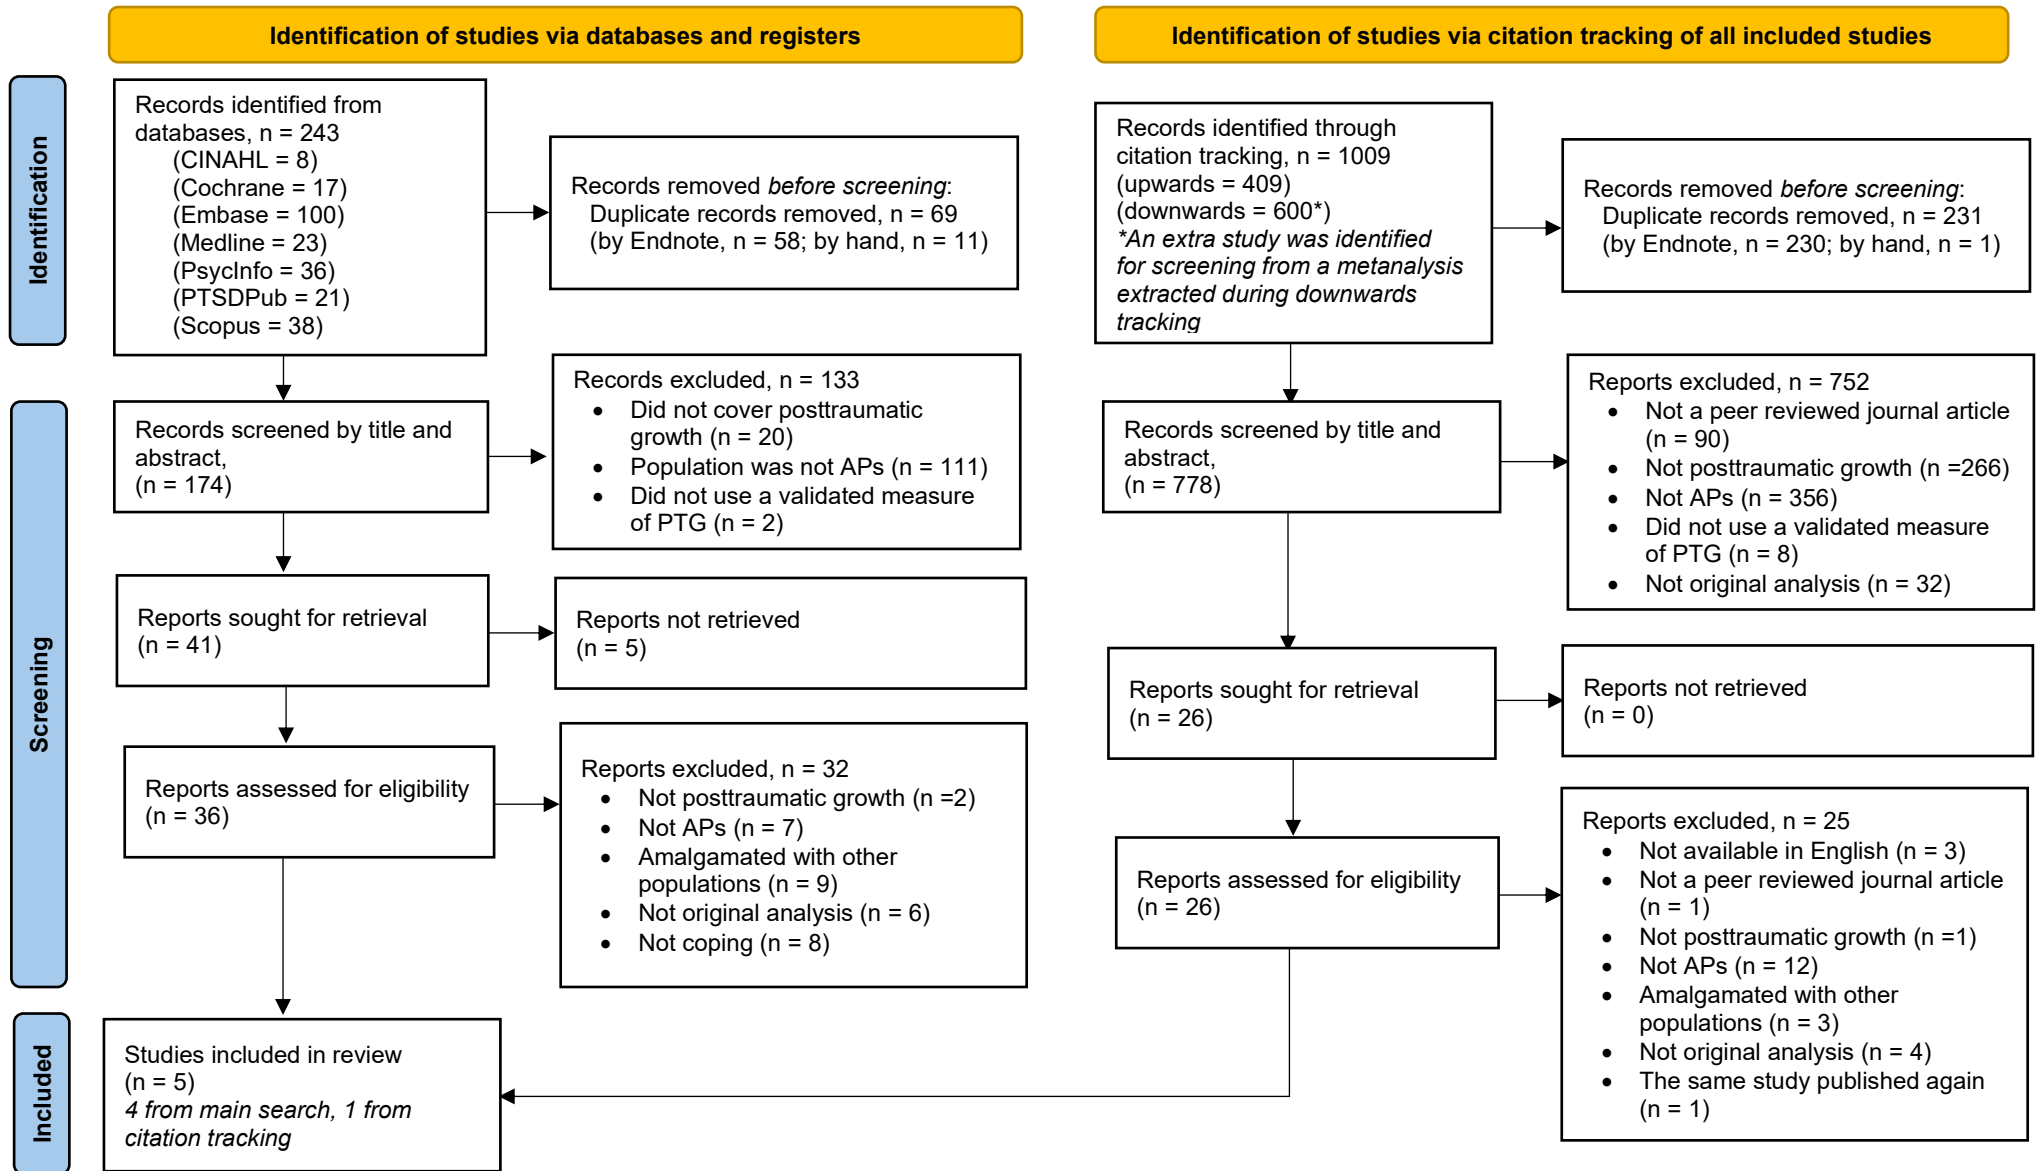 Identification of studies via databases and registers
Identification of studies via citation tracking of all included studies
Identification
Records identified from
databases, n = 243
(CINAHL = 8)
(Cochrane = 17)
(Embase = 100)
(Medline = 23)
(PsycInfo = 36)
(PTSDPub = 21)
(Scopus = 38)
Records removed before screening:
Duplicate records removed, n = 69
(by Endnote, n = 58; by hand, n = 11)
Records identified through
citation tracking, n = 1009
(upwards = 409)
(downwards = 600*)
*An extra study was identified
for screening from a metanalysis
extracted during downwards
tracking
Records removed before screening:
Duplicate records removed, n = 231
(by Endnote, n = 230; by hand, n = 1)
Screening
Records screened by title and
abstract,
(n = 174)
Records excluded, n = 133
• Did not cover posttraumatic
growth (n = 20)
• Population was not APs (n = 111)
• Did not use a validated measure
of PTG (n = 2)
Records screened by title and
abstract,
(n = 778)
Reports excluded, n = 752
• Not a peer reviewed journal article
(n = 90)
• Not posttraumatic growth (n =266)
• Not APs (n = 356)
• Did not use a validated measure
of PTG (n = 8)
• Not original analysis (n = 32)
Reports sought for retrieval
(n = 41)
Reports not retrieved
(n = 5)
Reports sought for retrieval
(n = 26)
Reports not retrieved
(n = 0)
Reports assessed for eligibility
(n = 36)
Reports excluded, n = 32
• Not posttraumatic growth (n =2)
• Not APs (n = 7)
• Amalgamated with other
populations (n = 9)
• Not original analysis (n = 6)
• Not coping (n = 8)
Reports assessed for eligibility
(n = 26)
Reports excluded, n = 25
• Not available in English (n = 3)
• Not a peer reviewed journal article
(n = 1)
• Not posttraumatic growth (n =1)
• Not APs (n = 12)
• Amalgamated with other
populations (n = 3)
• Not original analysis (n = 4)
• The same study published again
(n = 1)
Included
Studies included in review
(n = 5)
4 from main search, 1 from
citation tracking